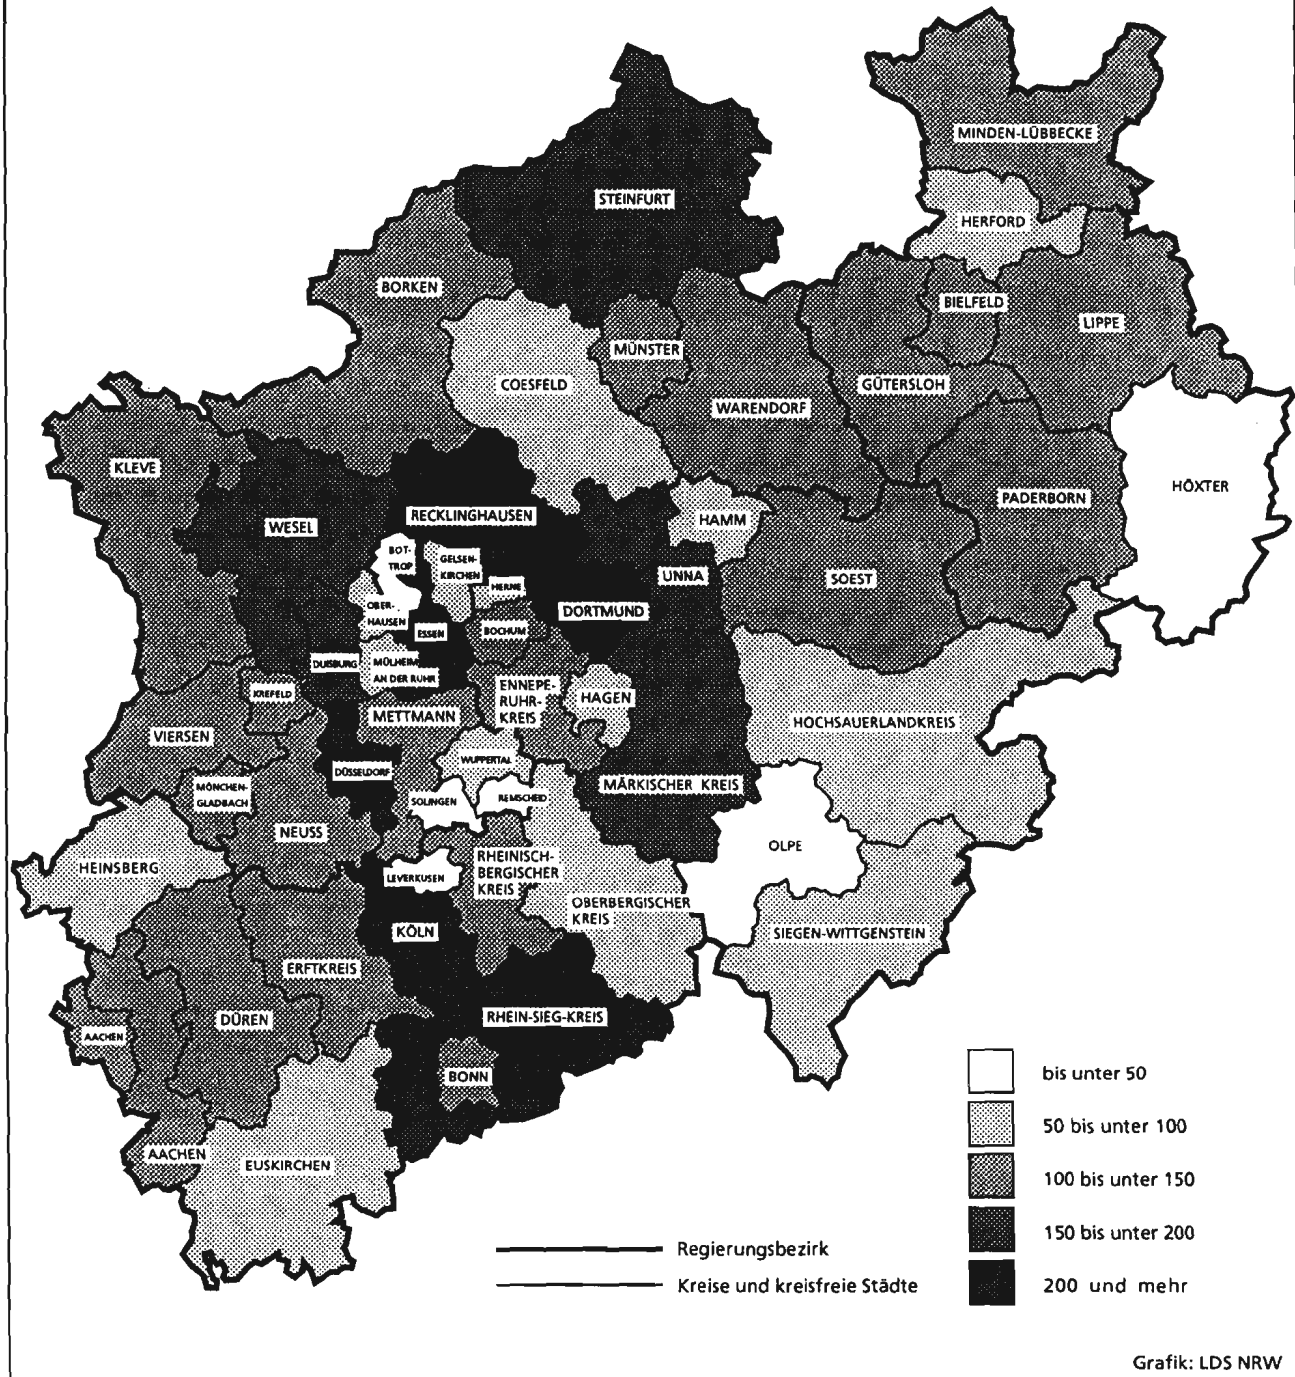 MINDEN-LÜBBECKE
STEINFURT
HERFORD
BORKEN
BIELFELD
LIPPE
MÜNSTER
COESFELD
GÜTERSLOH
WARENDORF
KLEVE
HÖXTER
PADERBORN
WESEL
RECKLINGHAUSEN
HAMM
BOT-
TROP
GELSEN-
KIRCHEN
UNNA
SOEST
HERNE
OBER-
HAUSEN
DORTMUND
ESSEN
BOCHUM
DUISBURG
MÜLHEIM
AN DER RUHR
KREFELD
ENNEPE-
RUHR-
KREIS
HAGEN
METTMANN
HOCHSAUERLANDKREIS
VIERSEN
WUPPERTAL
DÜSSELDORF
MÄRKISCHER KREIS
MÖNCHEN-
GLADBACH
SOLINGEN
REMSCHEID
NEUSS
OLPE
HEINSBERG
RHEINISCH-
BERGISCHER
KREIS
LEVERKUSEN
OBERBERGISCHER
KREIS
KÖLN
SIEGEN-WITTGENSTEIN
ERFTKREIS
RHEIN-SIEG-KREIS
DÜREN
AACHEN
BONN
AACHEN
EUSKIRCHEN
bis unter 50
50 bis unter 100
100 bis unter 150
150 bis unter 200
200 und mehr
Regierungsbezirk
Kreise und kreisfreie Städte
Grafik: LDS NRW